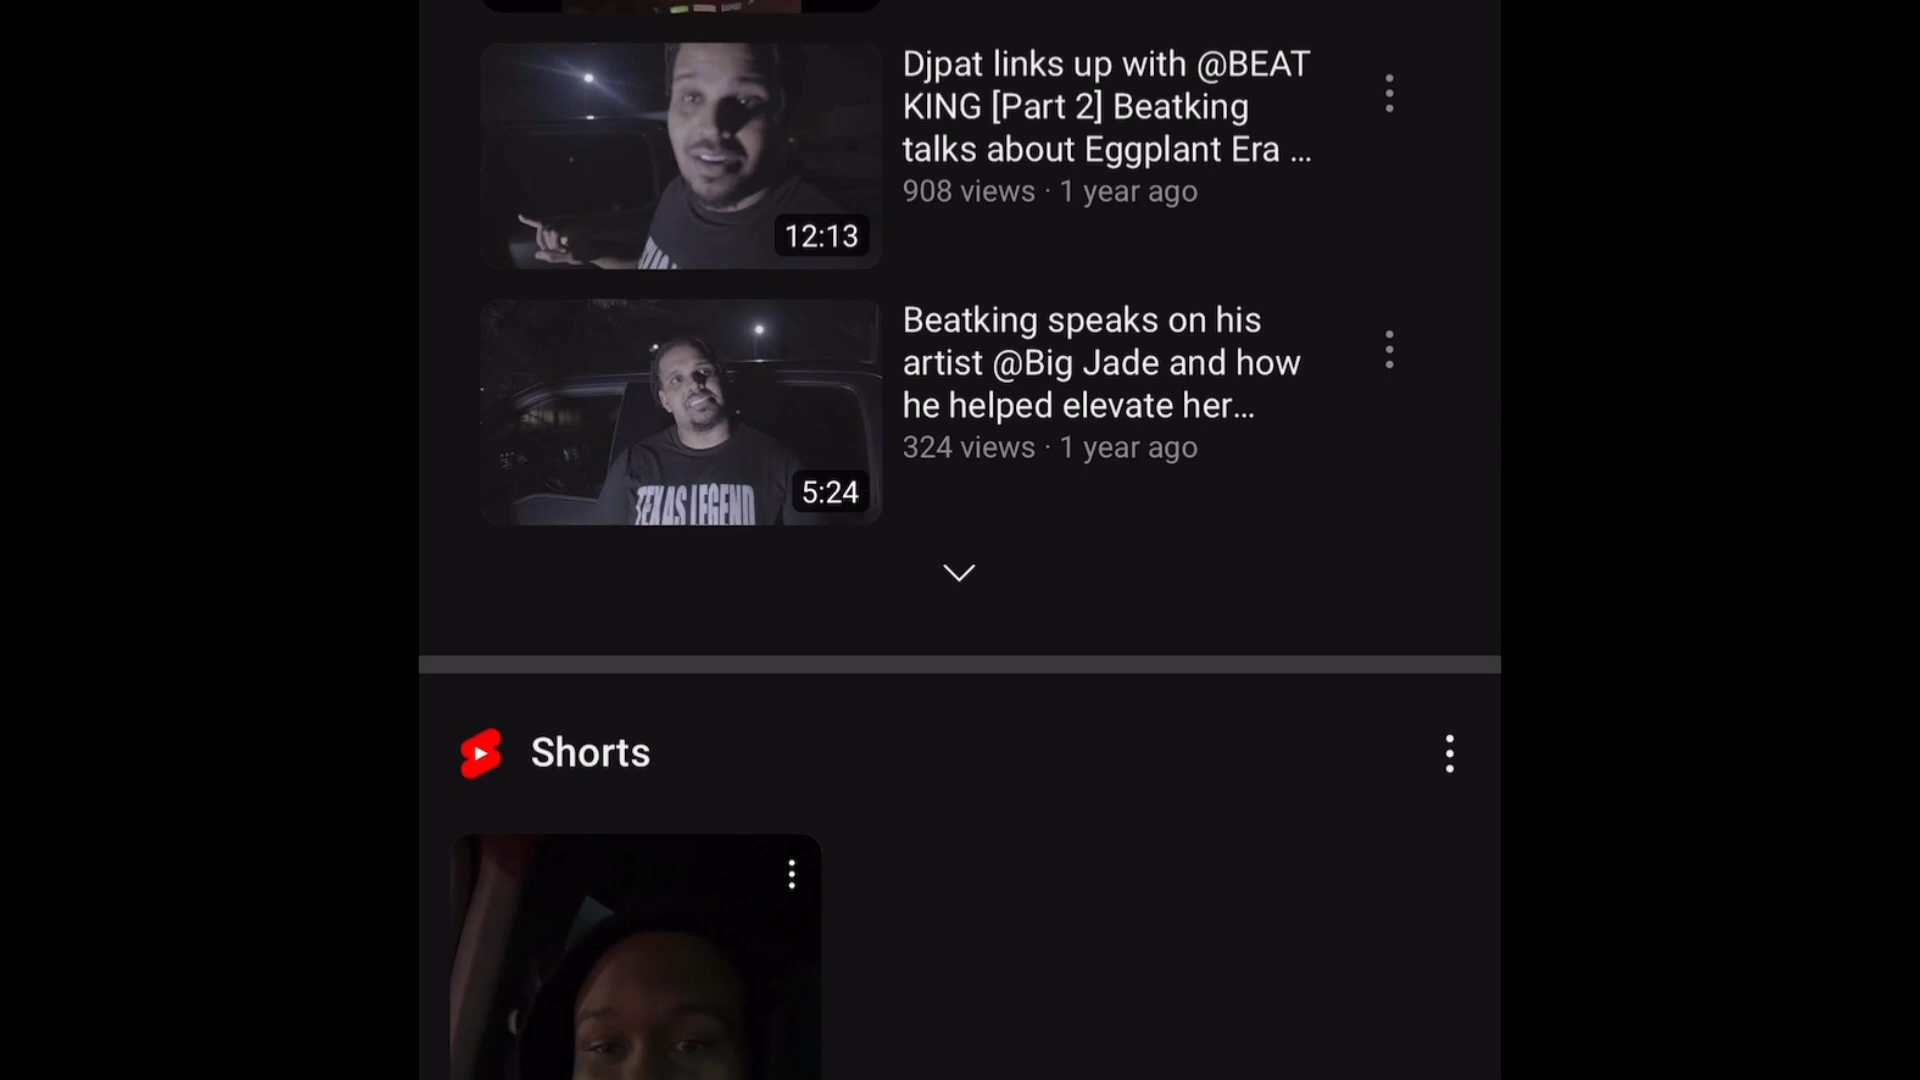 Djpat links up with @BEAT
KING [Part 2] Beatking
talks about Eggplant Era ...
908 views · 1 year ago
12:13
Beatking speaks on his
artist @Big Jade and how
he helped elevate her...
324 views · 1 year ago
TEXAS LEGEND
5:24
Shorts